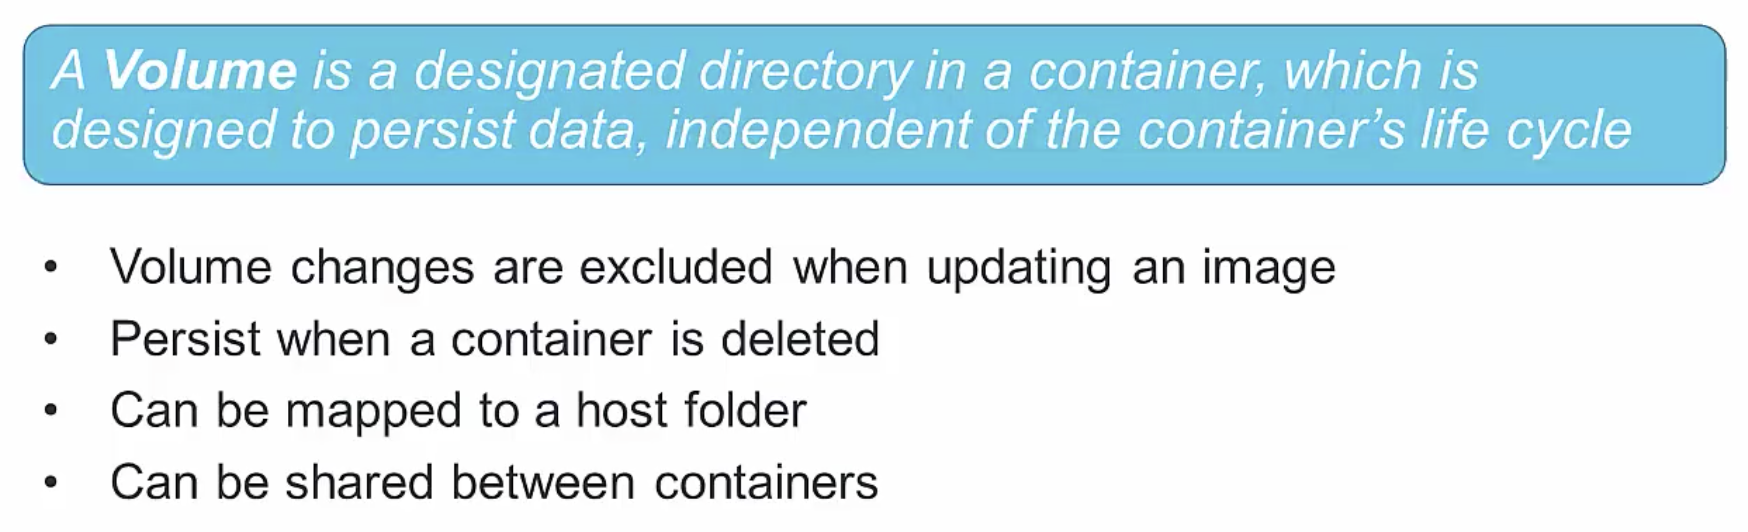 A Volume is a designated directory in a container, which is
designed to persist data, independent of the container’s life cycle
• Volume changes are excluded when updating an image
• Persist when a container is deleted
• Can be mapped to a host folder
• Can be shared between containers